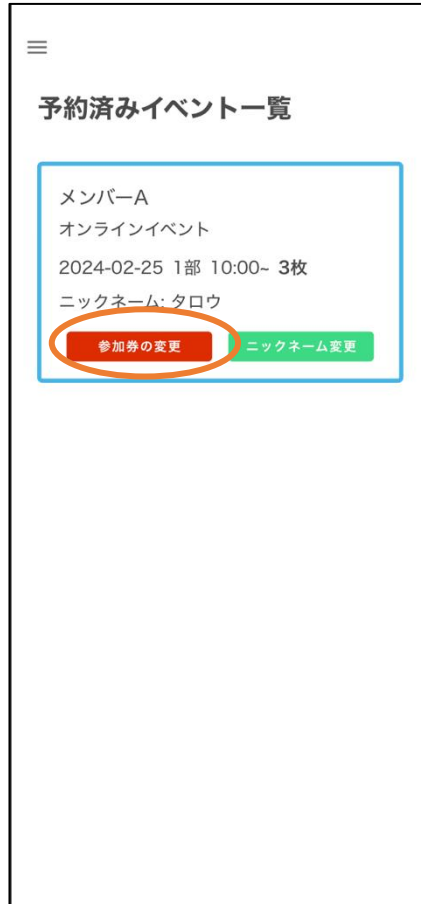 予約済みイベント一覧
メンバーA
オンラインイベント
2024-02-25 1部 10:00~ 3枚
ニックネーム: タロウ
参加券の変更 ニックネーム変更